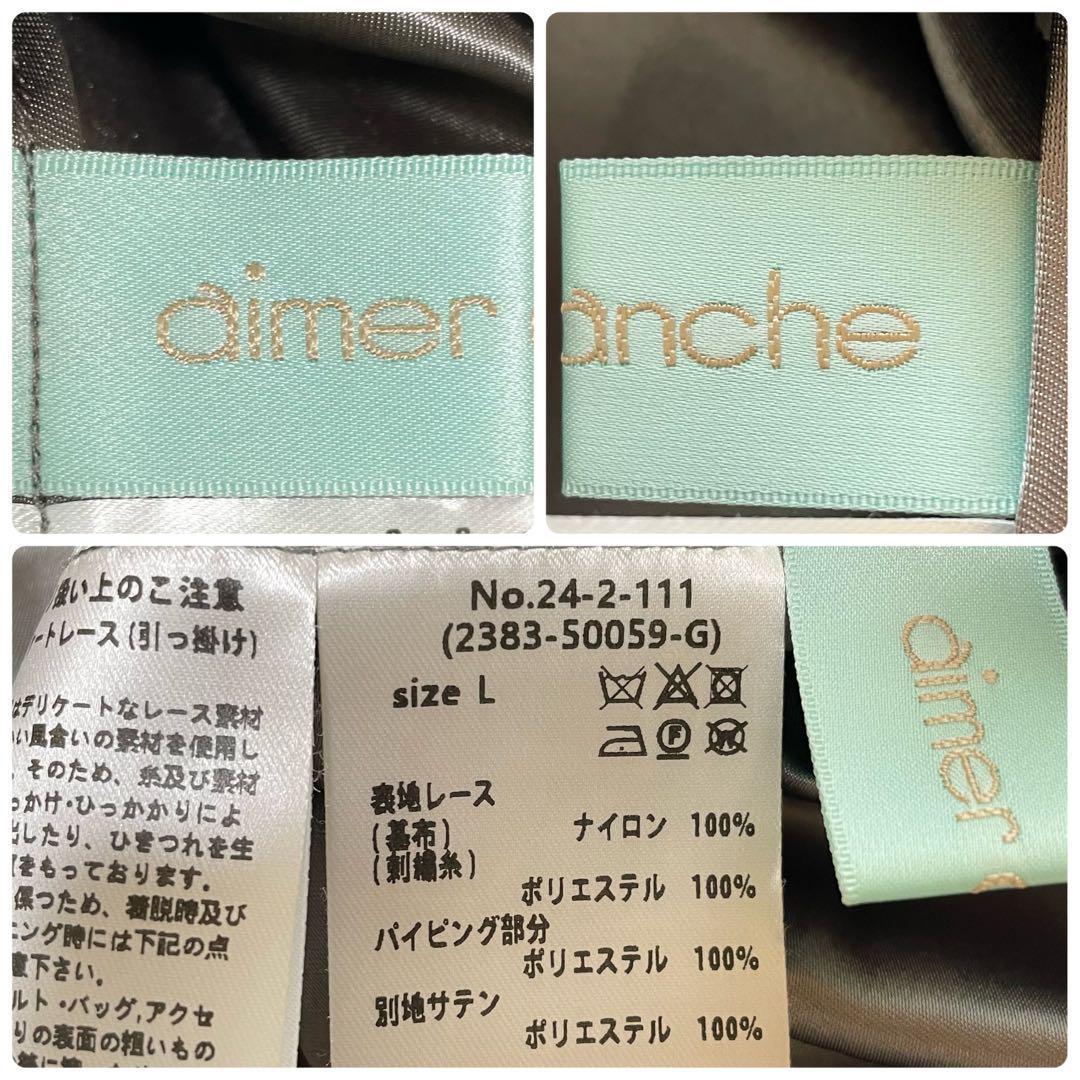 aimer
anche
扱い上のご注意
ートレース(引っ掛け)
はデリケートなレース素材
い風合いの素材を使用し
。そのため、糸及び素材
っかけ・ひっかかりによ
出したり、ひきつれを生
をもっております。
保つため、着脱時及び
ニング時には下記の点
意下さい。
ルト・バッグ,アクセ
りの表面の粗いもの
No.24-2-111
(2383-50059-G)
size L
F
W
表地レース
(基布) ナイロン 100%
(刺繍糸)
ポリエステル 100%
パイピング部分
ポリエステル 100%
別地サテン
ポリエステル 100%
aimer